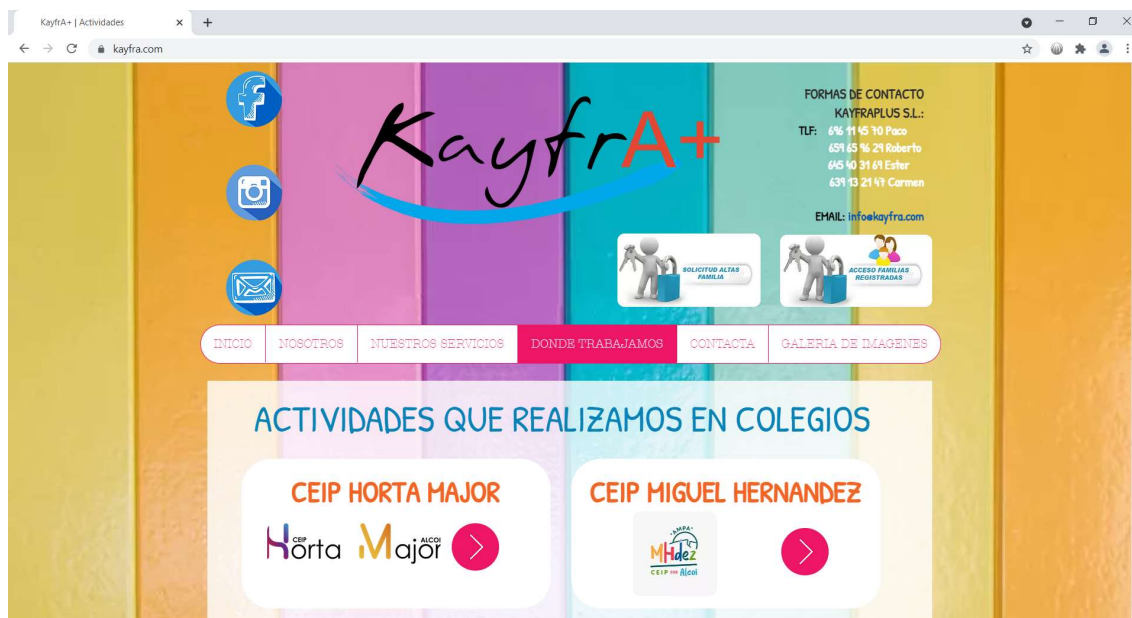 KayfrA+ | Actividades
kayfra.com
KayfrA+
FORMAS DE CONTACTO
KAYFRAPLUS S.L.:
TLF: 696 11 45 70 Paco
659 65 96 29 Roberto
645 40 31 69 Ester
639 13 21 47 Carmen
EMAIL: info@kayfra.com
SOLICITUD ALTAS
FAMILIA
ACCESO FAMILIAS
REGISTRADAS
INICIO NOSOTROS NUESTROS SERVICIOS DONDE TRABAJAMOS CONTACTA GALERIA DE IMAGENES
ACTIVIDADES QUE REALIZAMOS EN COLEGIOS
CEIP HORTA MAJOR
CEIP Horta Major ALCOI
CEIP MIGUEL HERNANDEZ
AMPA
MHdez
CEIP Alcoi